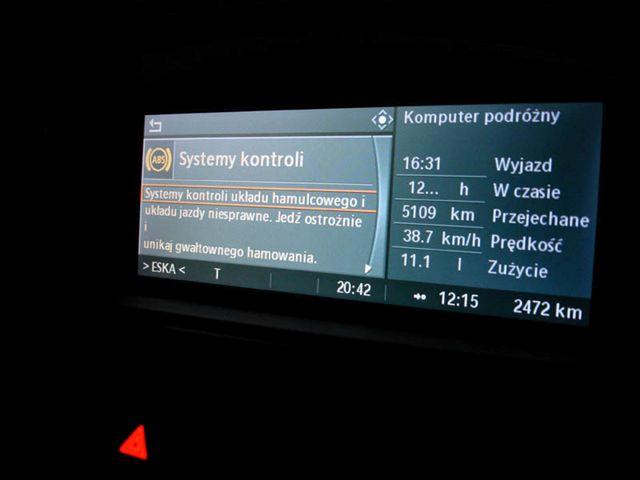 Komputer podróżny
ABS Systemy kontroli
Systemy kontroli układu hamulcowego i
układu jazdy niesprawne. Jedź ostrożnie
i
unikaj gwałtownego hamowania.
16:31 Wyjazd
12... h W czasie
5109 km Przejechane
38.7 km/h Prędkość
11.1 l Zużycie
> ESKA < T 20:42 12:15 2472 km